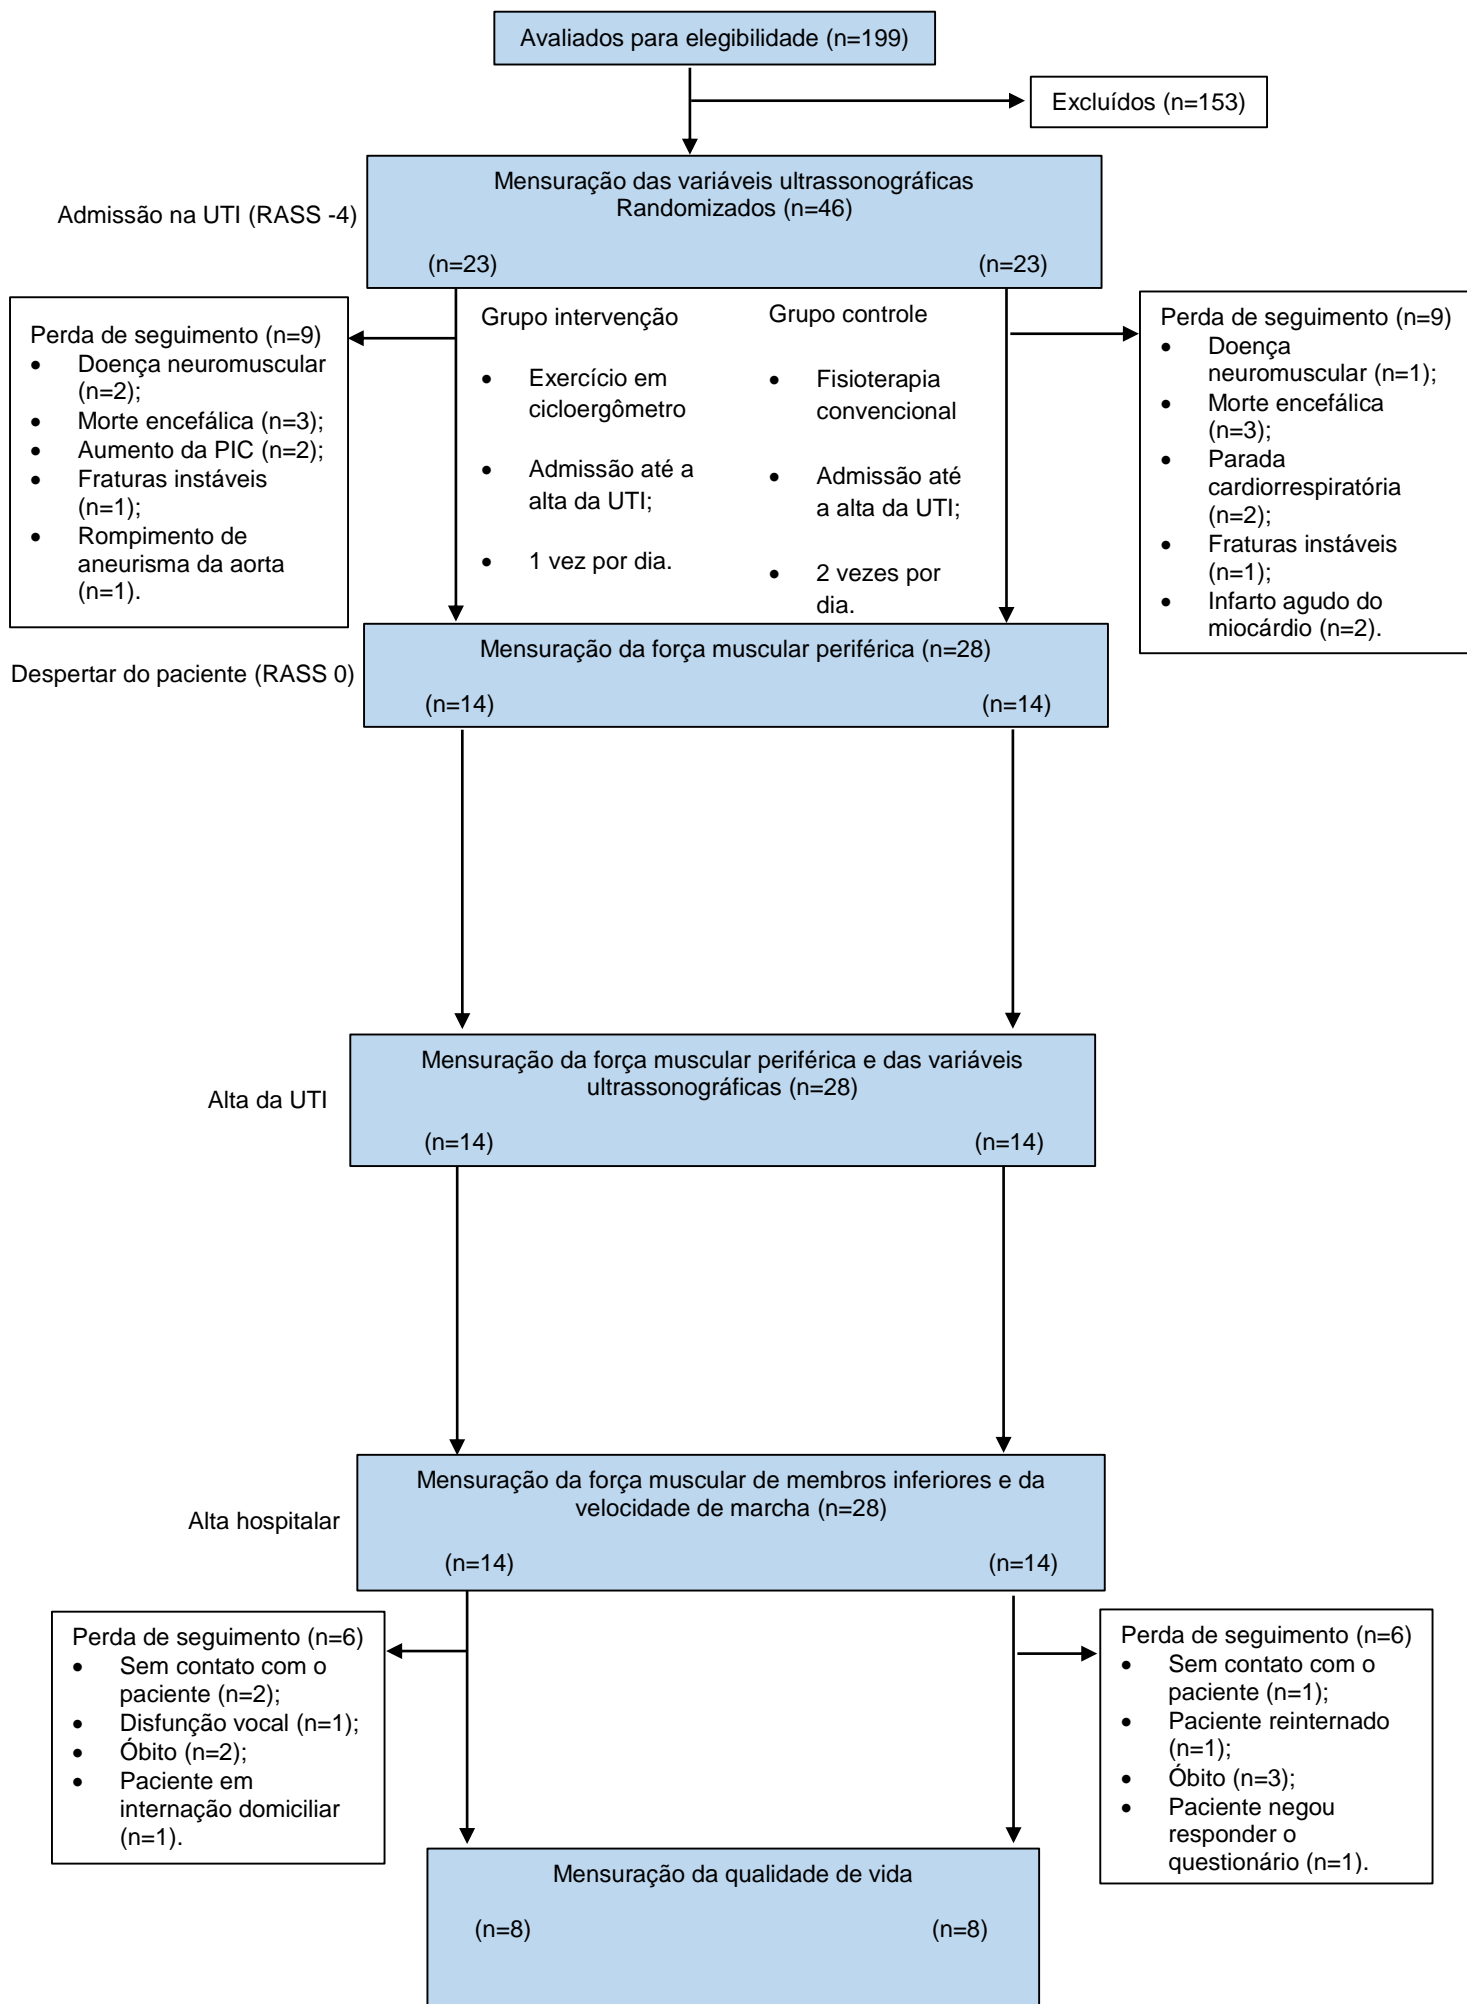 Avaliados para elegibilidade (n=199)
Excluídos (n=153)
Mensuração das variáveis ultrassonográficas
Randomizados (n=46)
Admissão na UTI (RASS -4)
(n=23)
(n=23)
Perda de seguimento (n=9)
• Doença neuromuscular
(n=2);
• Morte encefálica (n=3);
• Aumento da PIC (n=2);
• Fraturas instáveis
(n=1);
• Rompimento de
aneurisma da aorta
(n=1).
Grupo intervenção
• Exercício em
cicloergômetro
• Admissão até a
alta da UTI;
• 1 vez por dia.
Grupo controle
• Fisioterapia
convencional
• Admissão até
a alta da UTI;
• 2 vezes por
dia.
Perda de seguimento (n=9)
• Doença
neuromuscular (n=1);
• Morte encefálica
(n=3);
• Parada
cardiorrespiratória
(n=2);
• Fraturas instáveis
(n=1);
• Infarto agudo do
miocárdio (n=2).
Mensuração da força muscular periférica (n=28)
Despertar do paciente (RASS 0)
(n=14)
(n=14)
Mensuração da força muscular periférica e das variáveis
ultrassonográficas (n=28)
Alta da UTI
(n=14)
(n=14)
Mensuração da força muscular de membros inferiores e da
velocidade de marcha (n=28)
Alta hospitalar
(n=14)
(n=14)
Perda de seguimento (n=6)
• Sem contato com o
paciente (n=2);
• Disfunção vocal (n=1);
• Óbito (n=2);
• Paciente em
internação domiciliar
(n=1).
Perda de seguimento (n=6)
• Sem contato com o
paciente (n=1);
• Paciente reinternado
(n=1);
• Óbito (n=3);
• Paciente negou
responder o
questionário (n=1).
Mensuração da qualidade de vida
(n=8)
(n=8)